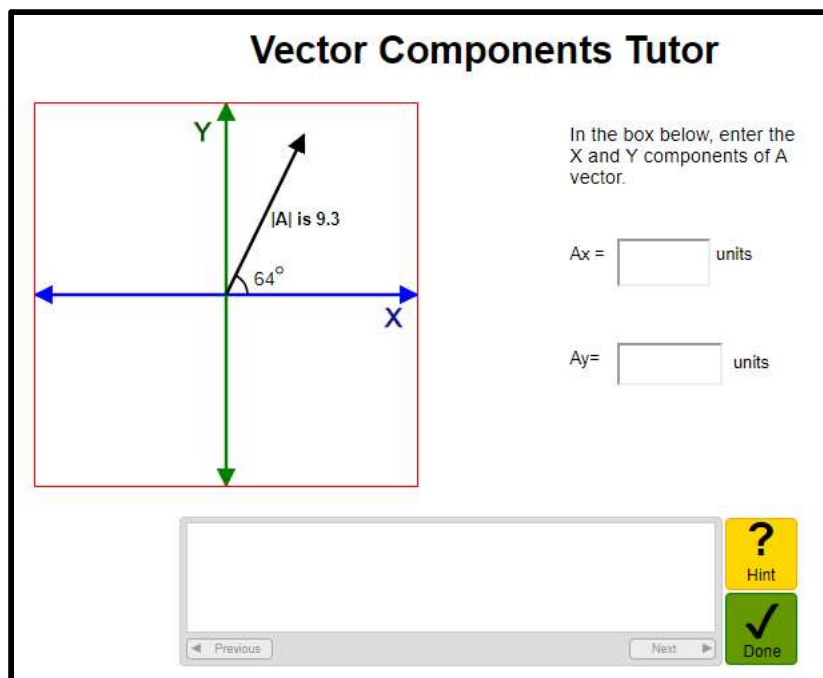 Vector Components Tutor
Y
|A| is 9.3
64°
X
In the box below, enter the
X and Y components of A
vector.
Ax = units
Ay= units
? Hint
Previous
Next
Done